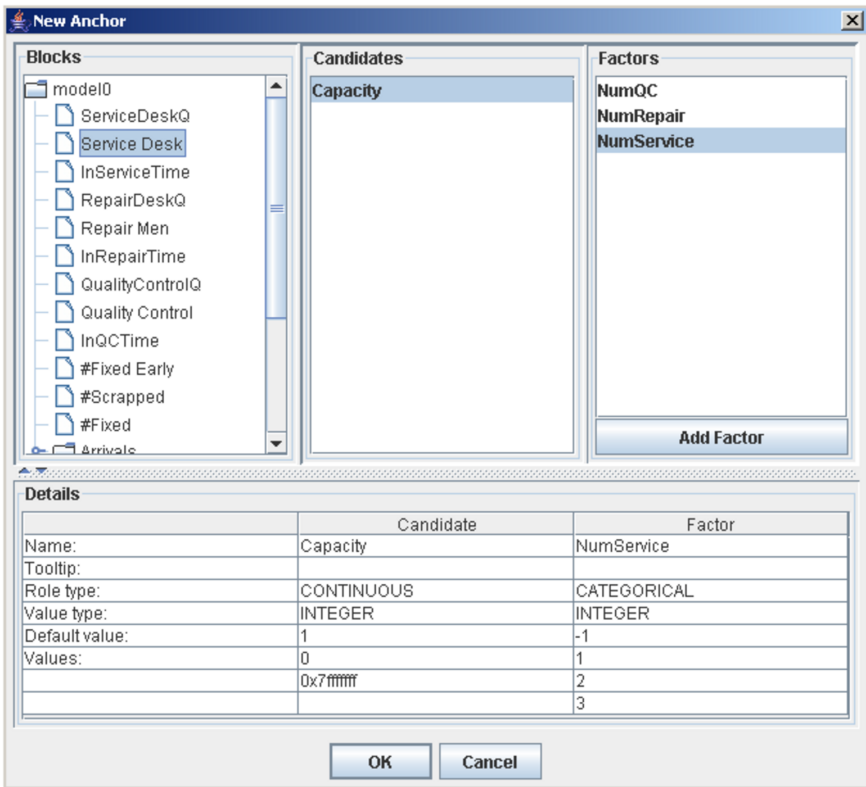 New Anchor
Blocks
model0
ServiceDeskQ
Service Desk
InServiceTime
RepairDeskQ
Repair Men
InRepairTime
QualityControlQ
Quality Control
InQCTime
#Fixed Early
#Scrapped
#Fixed
Arrivals
Candidates
Capacity
Factors
NumQC
NumRepair
NumService
Add Factor
Details
Candidate Factor
Name: Capacity NumService
Tooltip:
Role type: CONTINUOUS CATEGORICAL
Value type: INTEGER INTEGER
Default value: 1 -1
Values: 0 1
0x7fffffff 2
3
OK Cancel